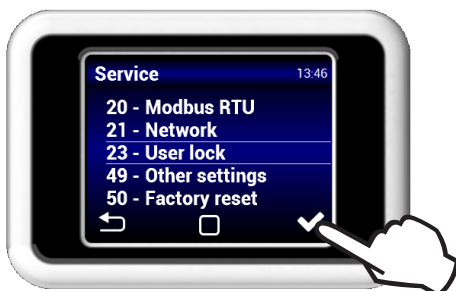 Service 13:46
20 - Modbus RTU
21 - Network
23 - User lock
49 - Other settings
50 - Factory reset